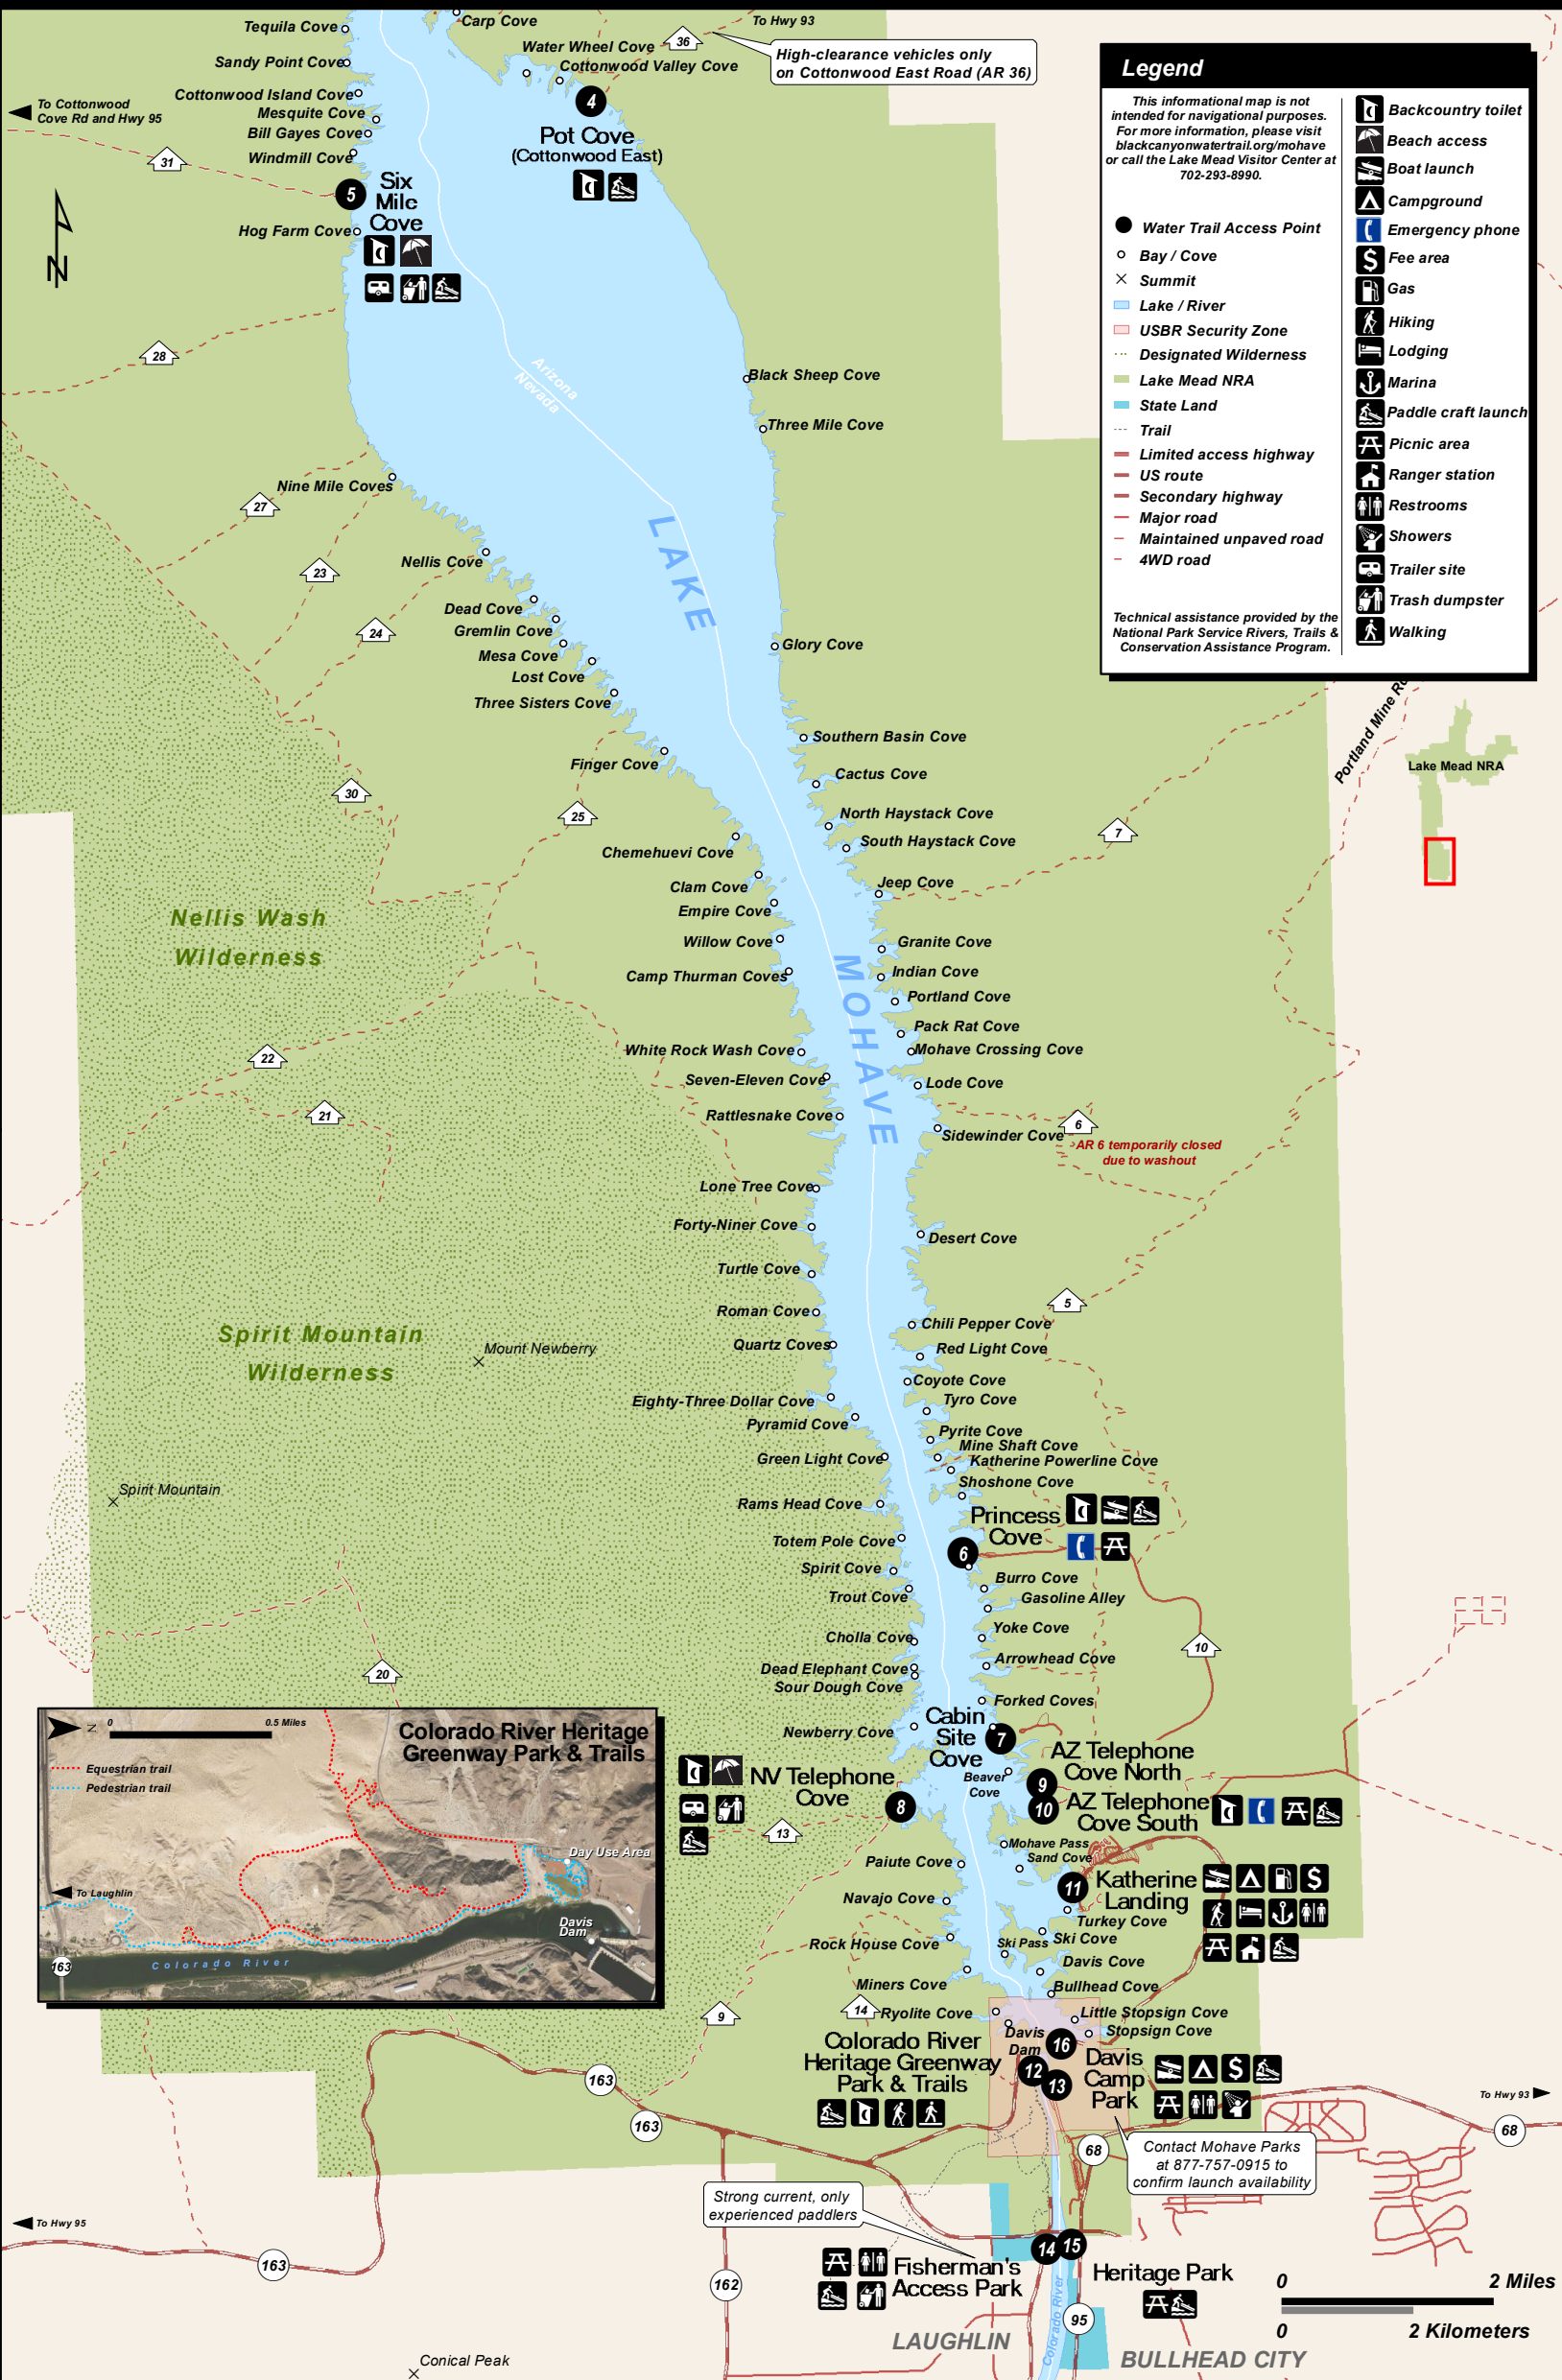 Tequila Cove
Carp Cove
To Hwy 93
Sandy Point Cove
Water Wheel Cove
36
Cottonwood Valley Cove
High-clearance vehicles only
on Cottonwood East Road (AR 36)
Cottonwood Island Cove
To Cottonwood
Cove Rd and Hwy 95
Mesquite Cove
Bill Gayes Cove
Windmill Cove
31
4
Pot Cove
(Cottonwood East)
5
Six
Mile
Cove
Hog Farm Cove
N
28
Arizona
Nevada
Black Sheep Cove
Three Mile Cove
Nine Mile Coves
27
23
Nellis Cove
24
Dead Cove
Gremlin Cove
Mesa Cove
Lost Cove
Three Sisters Cove
LAKE
Glory Cove
Finger Cove
Southern Basin Cove
Cactus Cove
30
25
North Haystack Cove
South Haystack Cove
7
Chemehuevi Cove
Clam Cove
Empire Cove
Jeep Cove
Nellis Wash
Wilderness
Willow Cove
Camp Thurman Coves
Granite Cove
Indian Cove
Portland Cove
MOHAVE
Pack Rat Cove
Mohave Crossing Cove
22
White Rock Wash Cove
Seven-Eleven Cove
Lode Cove
21
Rattlesnake Cove
Sidewinder Cove
6
AR 6 temporarily closed
due to washout
Lone Tree Cove
Forty-Niner Cove
Desert Cove
Turtle Cove
5
Roman Cove
Chili Pepper Cove
Spirit Mountain
Wilderness
Mount Newberry
Quartz Coves
Red Light Cove
Coyote Cove
Eighty-Three Dollar Cove
Tyro Cove
Pyramid Cove
Pyrite Cove
Mine Shaft Cove
Green Light Cove
Katherine Powerline Cove
Shoshone Cove
Spirit Mountain
Rams Head Cove
Princess
Cove
6
Totem Pole Cove
Spirit Cove
Burro Cove
Trout Cove
Gasoline Alley
Cholla Cove
Yoke Cove
10
Dead Elephant Cove
Arrowhead Cove
20
Sour Dough Cove
Forked Coves
Newberry Cove
Cabin
Site
Cove
7
Beaver
Cove
AZ Telephone
Cove North
9
NV Telephone
Cove
8
10
AZ Telephone
Cove South
13
Mohave Pass
Sand Cove
Paiute Cove
11
Katherine
Landing
$
Navajo Cove
Turkey Cove
Rock House Cove
Ski Pass
Ski Cove
Davis Cove
Miners Cove
Bullhead Cove
14
Ryolite Cove
Little Stopsign Cove
Stopsign Cove
9
Davis
Dam
16
Colorado River
Heritage Greenway
Park & Trails
12
13
Davis
Camp
Park
$
163
163
To Hwy 93
68
68
Contact Mohave Parks
at 877-757-0915 to
confirm launch availability
Strong current, only
experienced paddlers
To Hwy 95
163
14
15
Fisherman's
Access Park
Heritage Park
162
95
Colorado River
LAUGHLIN
BULLHEAD CITY
Conical Peak
0 2 Miles
0 2 Kilometers
Legend
This informational map is not
intended for navigational purposes.
For more information, please visit
blackcanyonwatertrail.org/mohave
or call the Lake Mead Visitor Center at
702-293-8990.
Water Trail Access Point
Bay / Cove
Summit
Lake / River
USBR Security Zone
Designated Wilderness
Lake Mead NRA
State Land
Trail
Limited access highway
US route
Secondary highway
Major road
Maintained unpaved road
4WD road
Technical assistance provided by the
National Park Service Rivers, Trails &
Conservation Assistance Program.
Backcountry toilet
Beach access
Boat launch
Campground
Emergency phone
$ Fee area
Gas
Hiking
Lodging
Marina
Paddle craft launch
Picnic area
Ranger station
Restrooms
Showers
Trailer site
Trash dumpster
Walking
Portland Mine
Lake Mead NRA
N
0 0.5 Miles
Colorado River Heritage
Greenway Park & Trails
Equestrian trail
Pedestrian trail
Day Use Area
To Laughlin
Davis
Dam
Colorado River
163